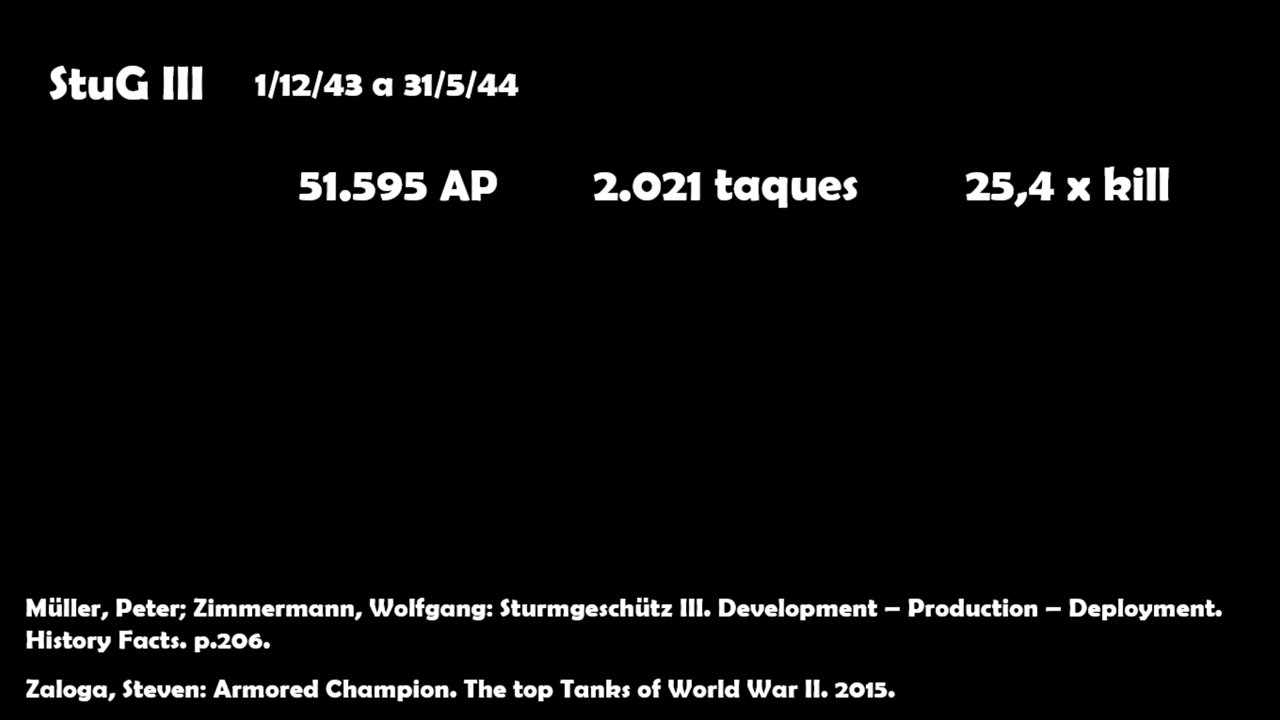 StuG III 1/12/43 a 31/5/44
51.595 AP 2.021 taques 25,4 x kill
Müller, Peter; Zimmermann, Wolfgang: Sturmgeschütz III. Development – Production – Deployment.
History Facts. p.206.
Zaloga, Steven: Armored Champion. The top Tanks of World War II. 2015.